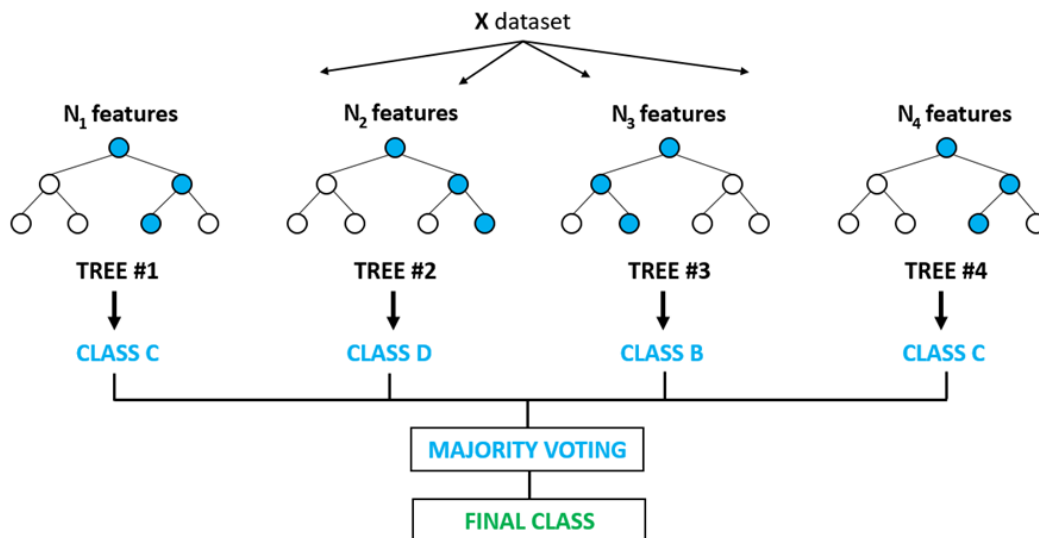 X dataset
N1 features
N2 features
N3 features
N4 features
TREE #1
TREE #2
TREE #3
TREE #4
CLASS C
CLASS D
CLASS B
CLASS C
MAJORITY VOTING
FINAL CLASS